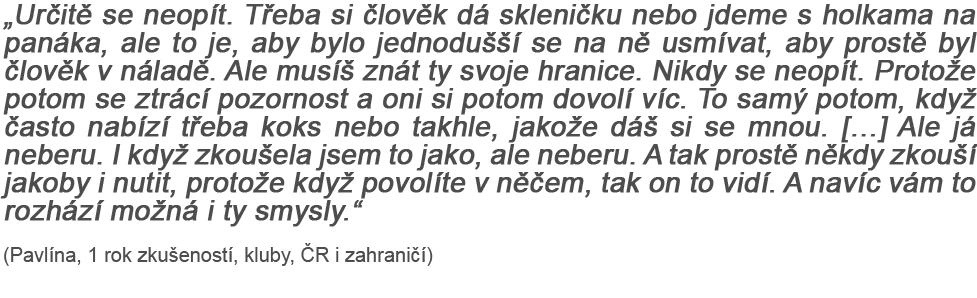 „Určitě se neopít. Třeba si člověk dá skleničku nebo jdeme s holkama na
panáka, ale to je, aby bylo jednodušší se na ně usmívat, aby prostě byl
člověk v náladě. Ale musíš znát ty svoje hranice. Nikdy se neopít. Protože
potom se ztrácí pozornost a oni si potom dovolí víc. To samý potom, když
často nabízí třeba koks nebo takhle, jakože dáš si se mnou. […] Ale já
neberu. I když zkoušela jsem to jako, ale neberu. A tak prostě někdy zkouší
jakoby i nutit, protože když povolíte v něčem, tak on to vidí. A navíc vám to
rozhází možná i ty smysly.“
(Pavlína, 1 rok zkušeností, kluby, ČR i zahraničí)